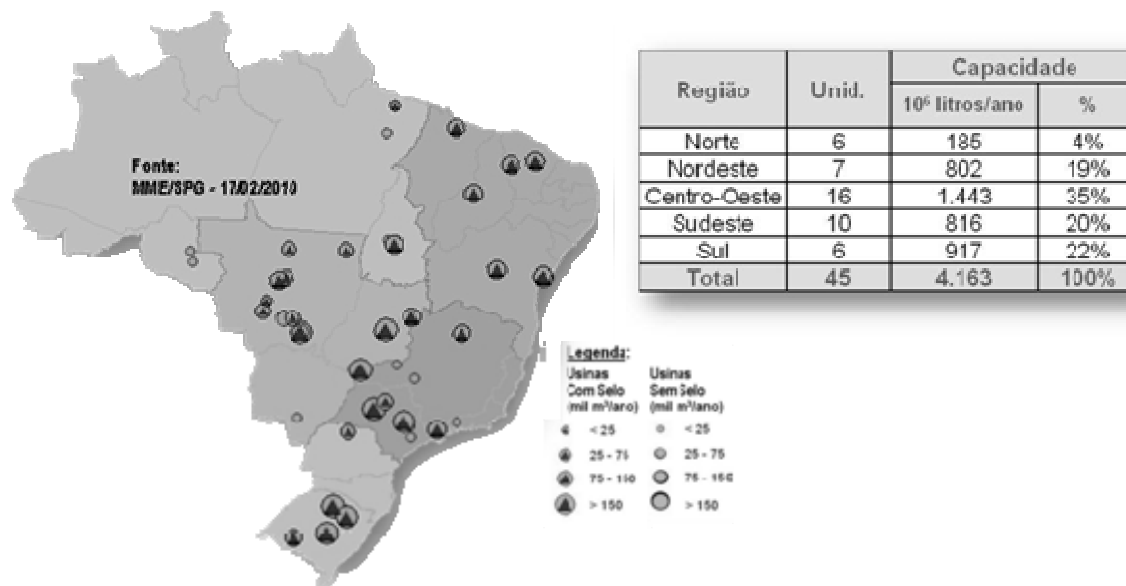 Fonte:
MME/SPG - 17/02/2010
Região Unid. Capacidade
10⁶ litros/ano %
Norte 6 185 4%
Nordeste 7 802 19%
Centro-Oeste 16 1.443 35%
Sudeste 10 816 20%
Sul 6 917 22%
Total 45 4.163 100%
Legenda:
Usinas Usinas
Com Selo Sem Selo
(mil m³/ano) (mil m³/ano)
< 25 < 25
25 - 75 25 - 75
75 - 150 75 - 150
> 150 > 150